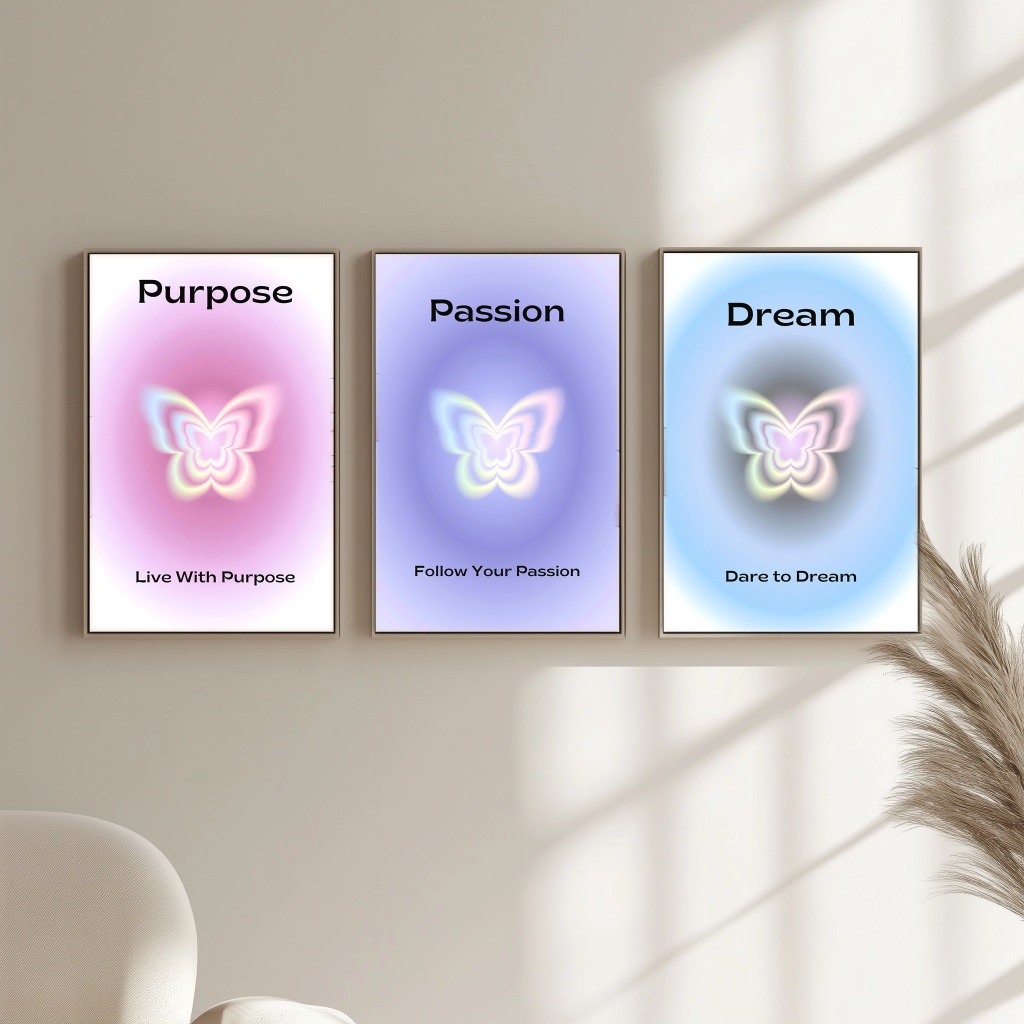 Purpose
Live With Purpose
Passion
Follow Your Passion
Dream
Dare to Dream